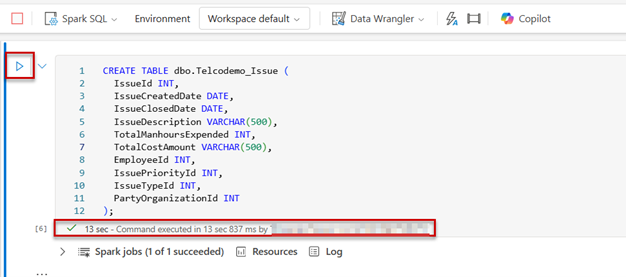 Spark SQL Environment Workspace default Data Wrangler Copilot
1 CREATE TABLE dbo.Telcodemo_Issue (
2 IssueId INT,
3 IssueCreatedDate DATE,
4 IssueClosedDate DATE,
5 IssueDescription VARCHAR(500),
6 TotalManhoursExpended INT,
7 TotalCostAmount VARCHAR(500),
8 EmployeeId INT,
9 IssuePriorityId INT,
10 IssueTypeId INT,
11 PartyOrganizationId INT
12 );
[6] 13 sec - Command executed in 13 sec 837 ms by
Spark jobs (1 of 1 succeeded) Resources Log
...